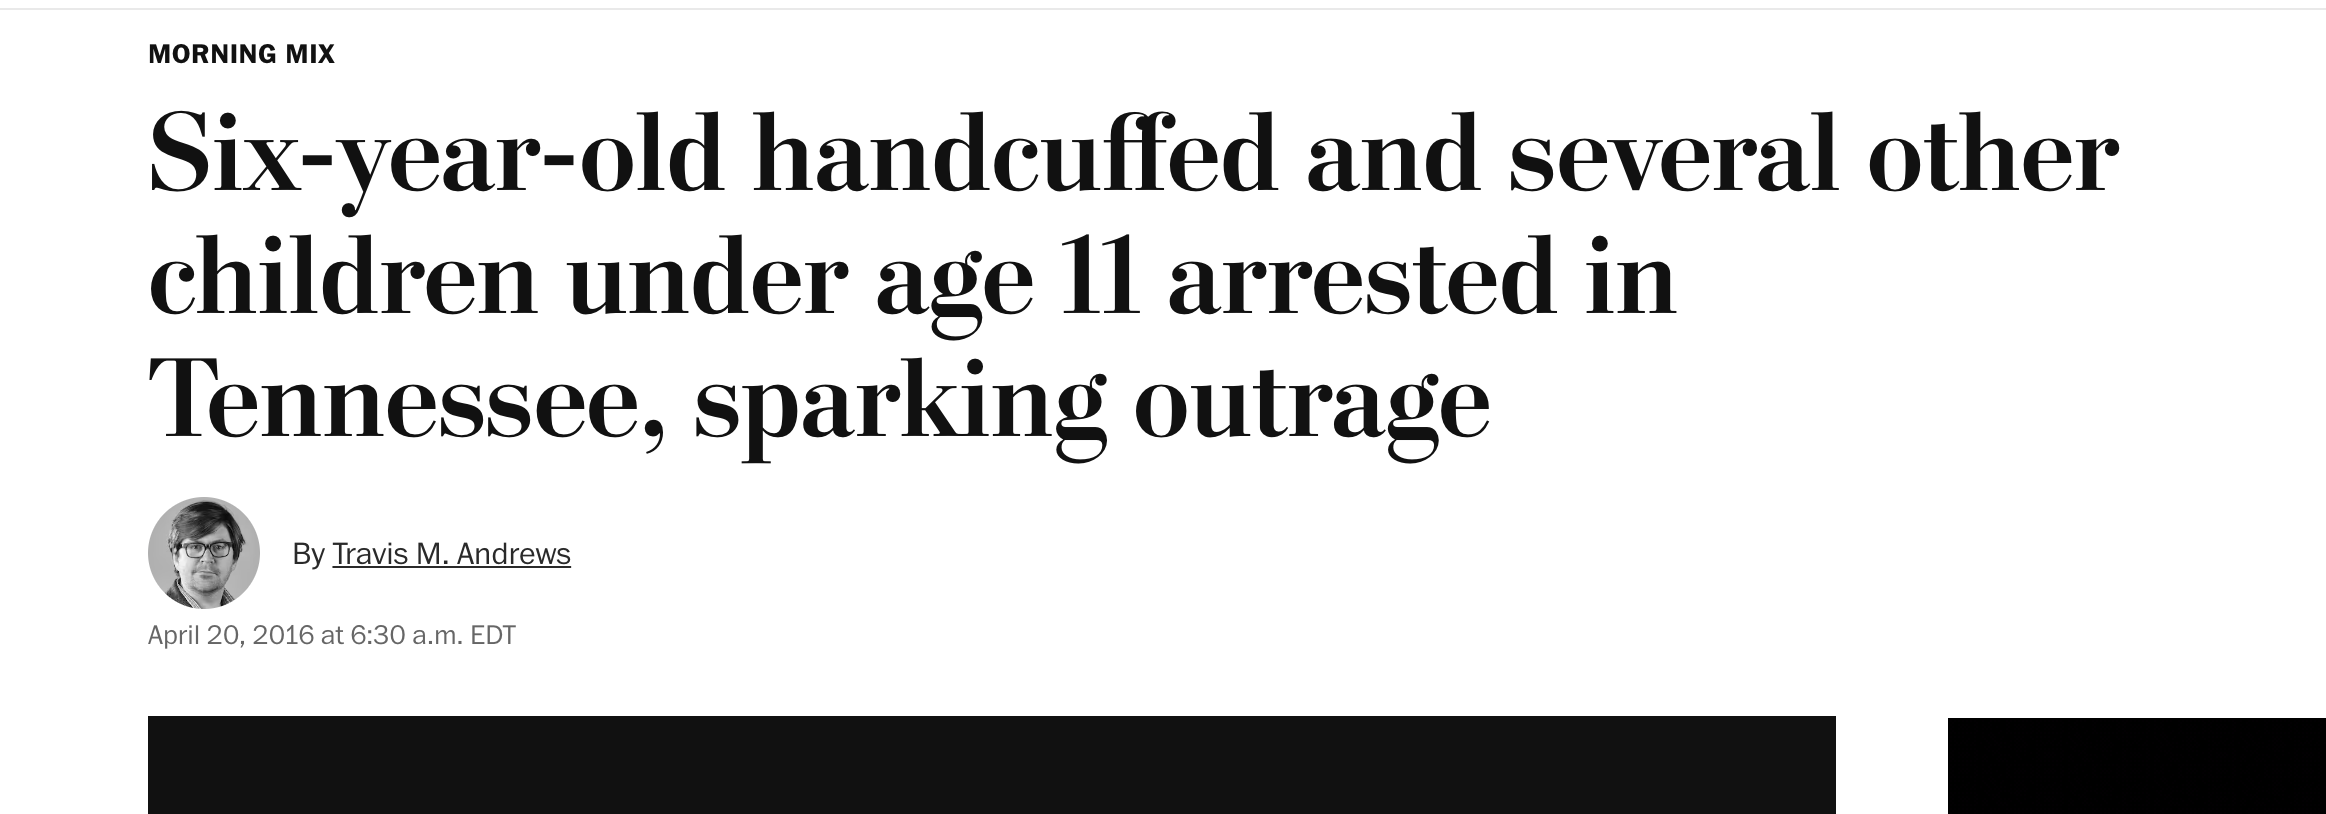 MORNING MIX
Six-year-old handcuffed and several other
children under age 11 arrested in
Tennessee, sparking outrage
By Travis M. Andrews
April 20, 2016 at 6:30 a.m. EDT